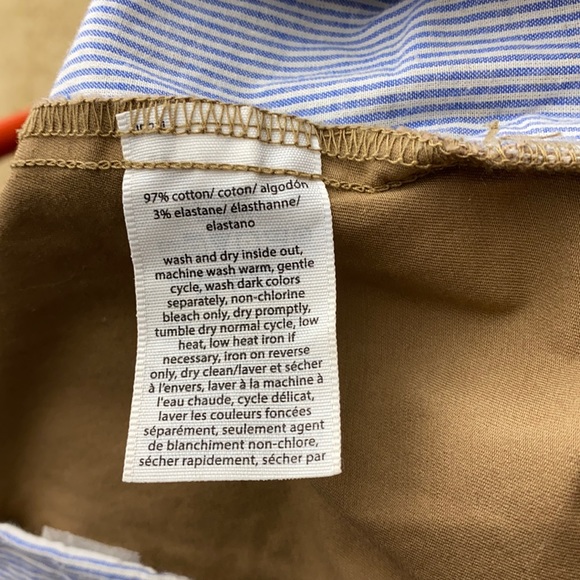 97% cotton/ coton/ algodón
3% elastane/ élasthanne/
elastano
wash and dry inside out,
machine wash warm, gentle
cycle, wash dark colors
separately, non-chlorine
bleach only, dry promptly,
tumble dry normal cycle, low
heat, low heat iron if
necessary, iron on reverse
only, dry clean/laver et sécher
à l'envers, laver à la machine à
l'eau chaude, cycle délicat,
laver les couleurs foncées
séparément, seulement agent
de blanchiment non-chlore,
sécher rapidement, sécher par